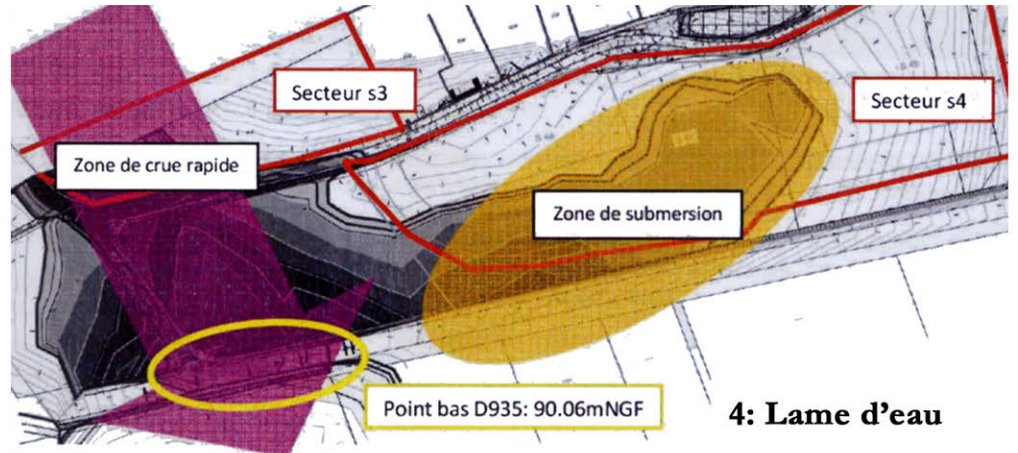 Secteur s3
Secteur s4
Zone de crue rapide
Zone de submersion
Point bas D935: 90.06mNGF
4: Lame d'eau